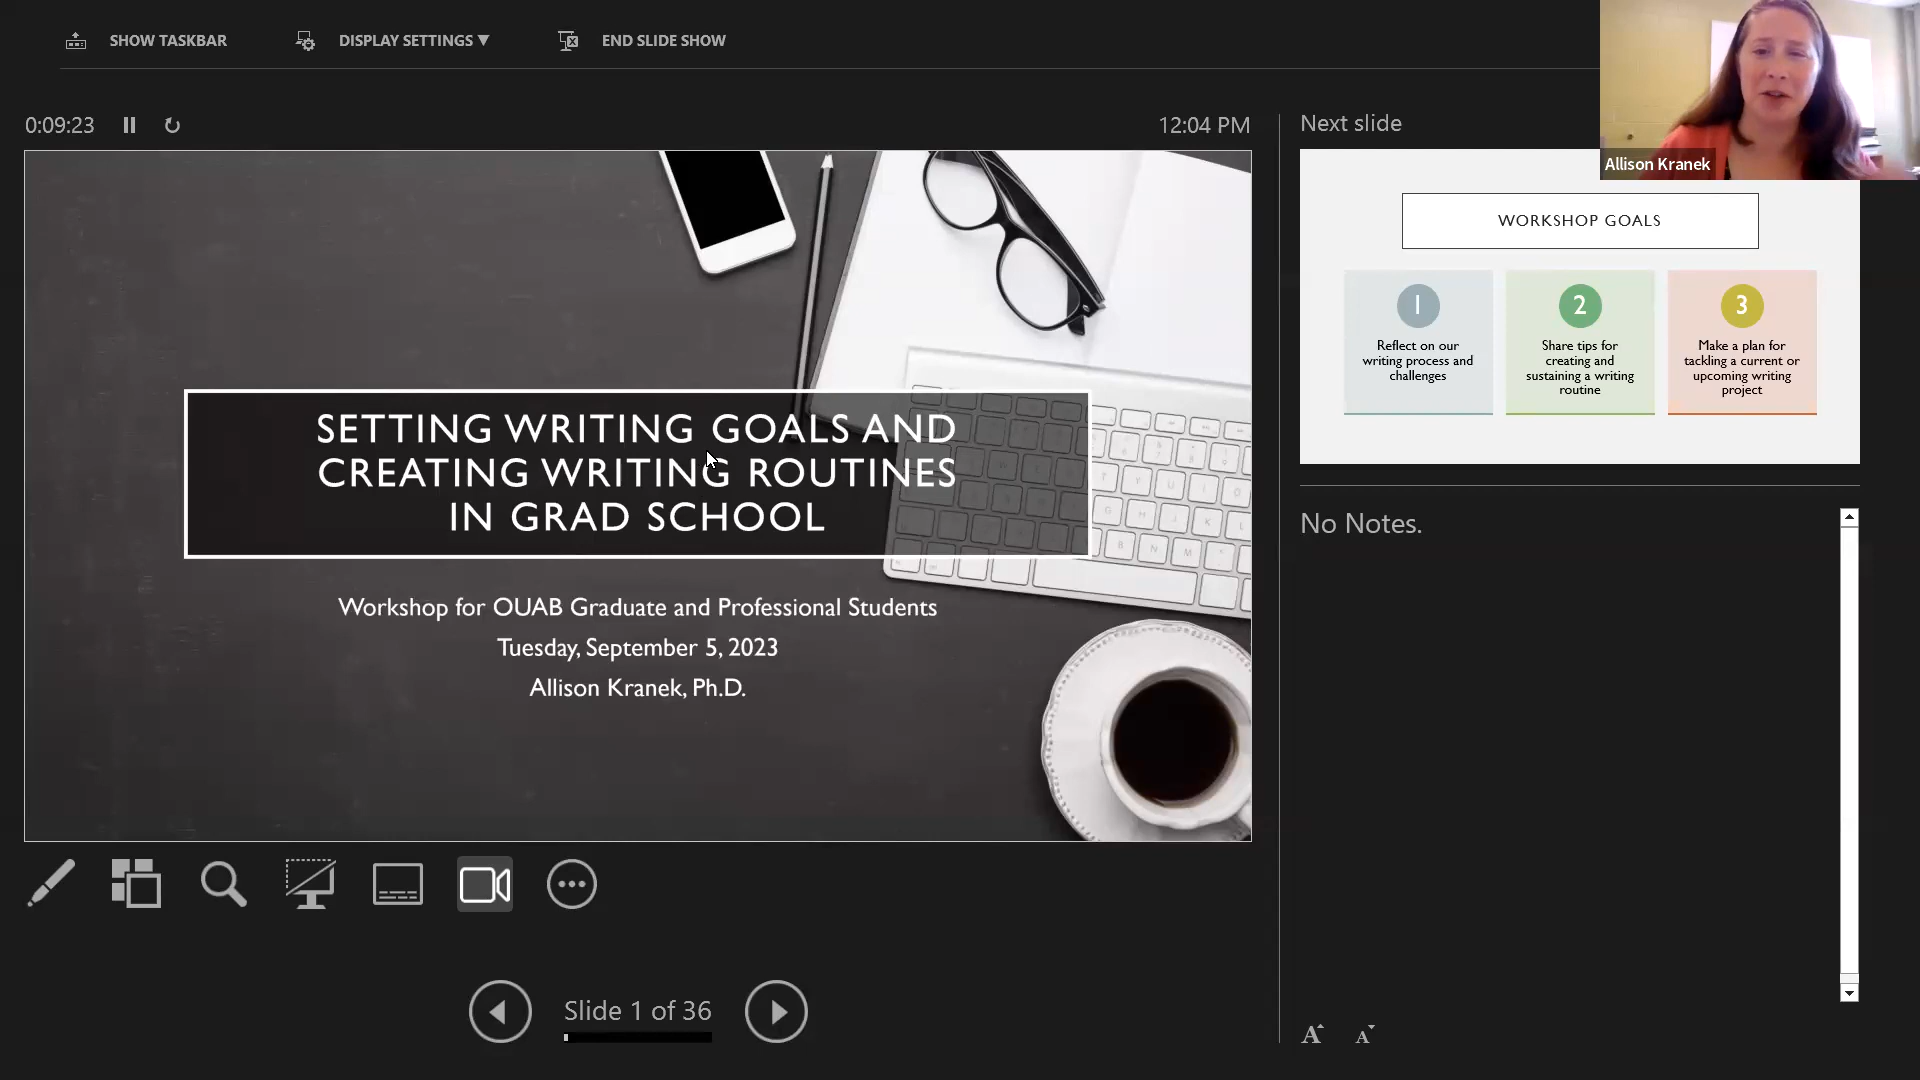 SHOW TASKBAR
DISPLAY SETTINGS ▼
END SLIDE SHOW
0:09:23
12:04 PM
SETTING WRITING GOALS AND
CREATING WRITING ROUTINES
IN GRAD SCHOOL
Workshop for OUAB Graduate and Professional Students
Tuesday, September 5, 2023
Allison Kranek, Ph.D.
Slide 1 of 36
Next slide
Allison Kranek
WORKSHOP GOALS
1
Reflect on our
writing process and
challenges
2
Share tips for
creating and
sustaining a writing
routine
3
Make a plan for
tackling a current or
upcoming writing
project
No Notes.
A
A